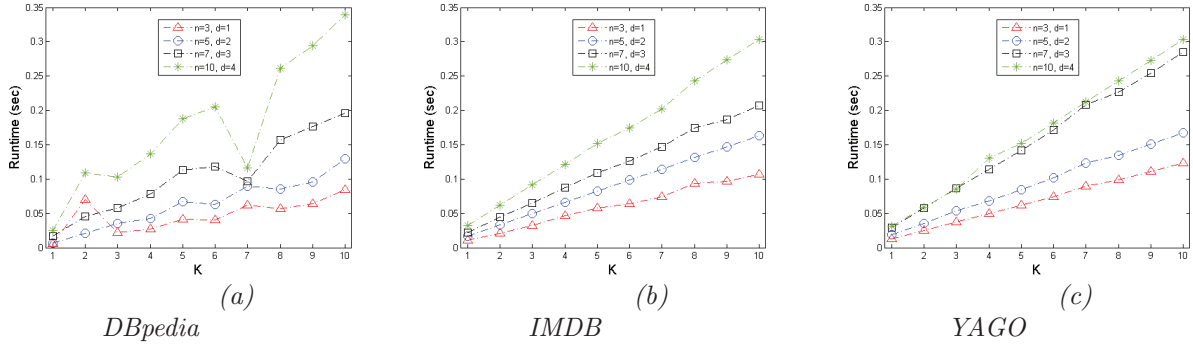 0.35
0.3
0.25
0.2
0.15
0.1
0.05
0
Runtime (sec)
n=3, d=1
n=5, d=2
n=7, d=3
n=10, d=4
1 2 3 4 5 6 7 8 9 10
K
(a)
DBpedia
0.35
0.3
0.25
0.2
0.15
0.1
0.05
0
Runtime (sec)
n=3, d=1
n=5, d=2
n=7, d=3
n=10, d=4
1 2 3 4 5 6 7 8 9 10
K
(b)
IMDB
0.35
0.3
0.25
0.2
0.15
0.1
0.05
0
Runtime (sec)
n=3, d=1
n=5, d=2
n=7, d=3
n=10, d=4
1 2 3 4 5 6 7 8 9 10
K
(c)
YAGO